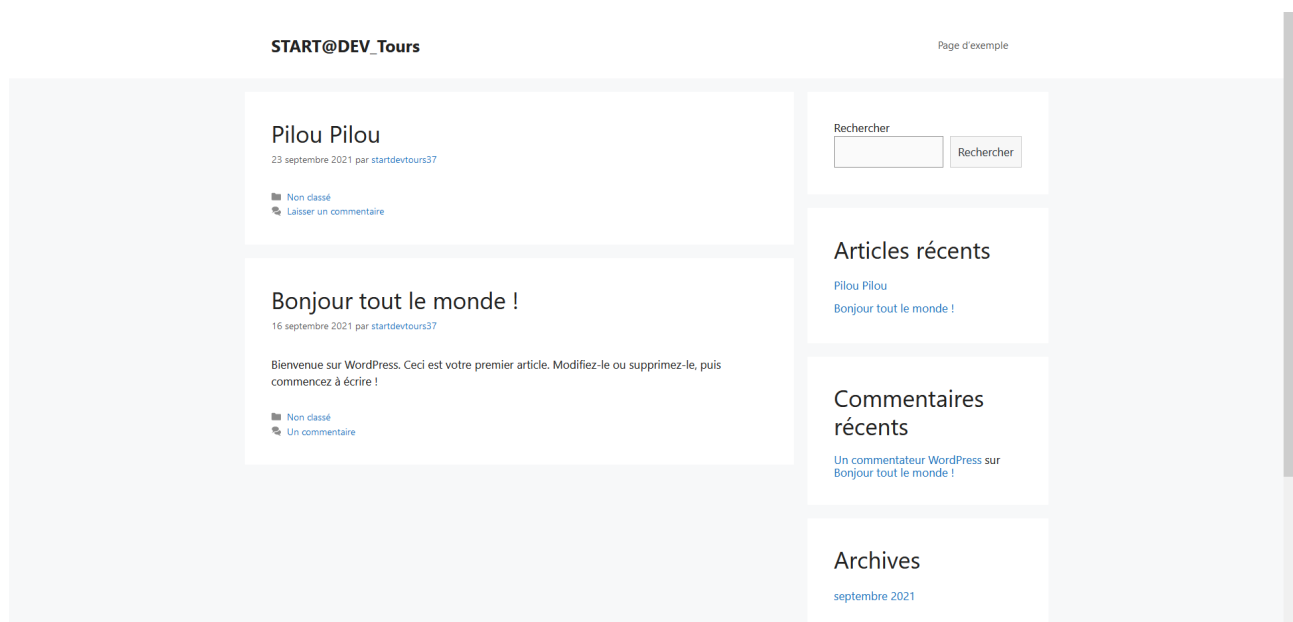 START@DEV_Tours
Page d'exemple
Pilou Pilou
23 septembre 2021 par startdevtours37
Non classé
Laisser un commentaire
Bonjour tout le monde !
16 septembre 2021 par startdevtours37
Bienvenue sur WordPress. Ceci est votre premier article. Modifiez-le ou supprimez-le, puis
commencez à écrire !
Non classé
Un commentaire
Rechercher
Rechercher
Articles récents
Pilou Pilou
Bonjour tout le monde !
Commentaires
récents
Un commentateur WordPress sur
Bonjour tout le monde !
Archives
septembre 2021